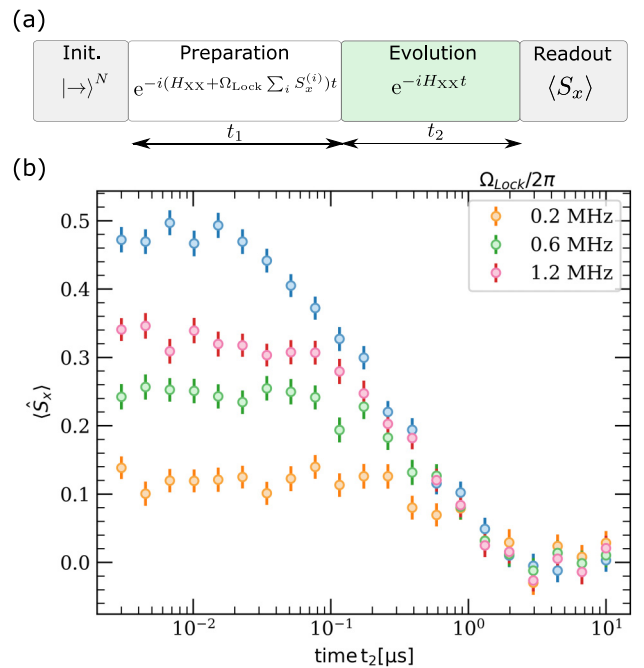 (a)
Init. Preparation Evolution Readout
|→⟩^N e^{−i(H_XX+Ω_Lock ∑_i S_x^{(i)})t} e^{−iH_XX t} ⟨S_x⟩
t_1 t_2
(b)
Ω_Lock/2π
0.2 MHz
0.6 MHz
1.2 MHz
0.5
0.4
0.3
0.2
0.1
0.0
⟨Ŝ_x⟩
10^{−2} 10^{−1} 10^0 10^1
time t_2[μs]